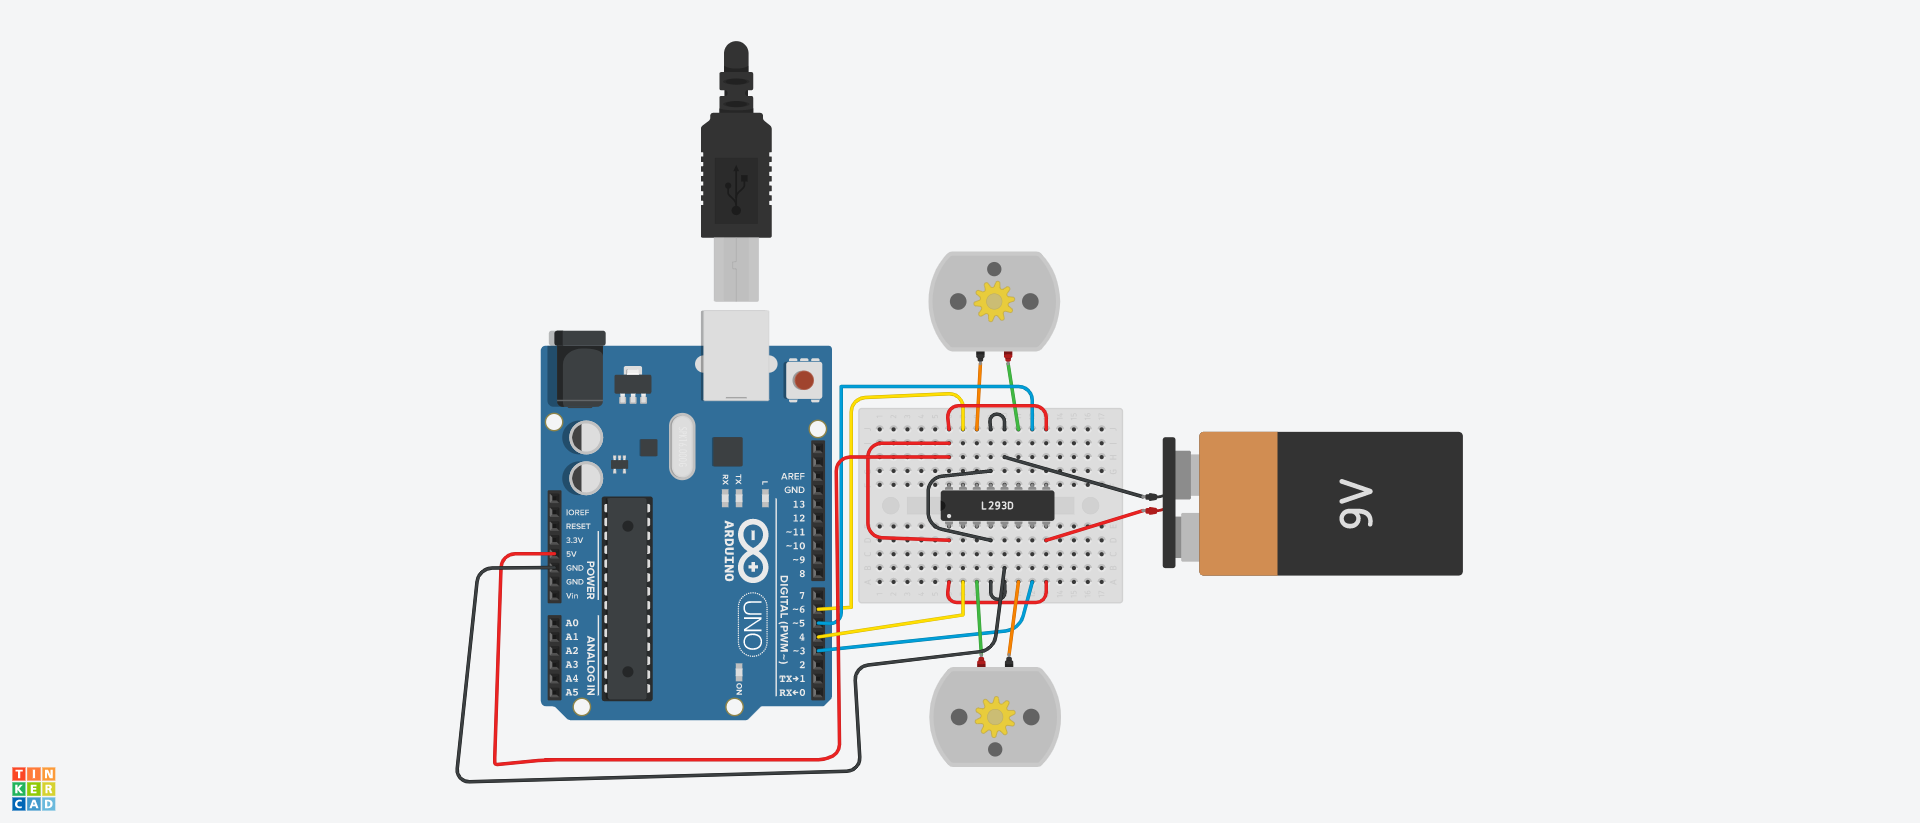 AREF
GND
13
12
~11
~10
~9
8
7
~6
~5
4
~3
2
TX→1
RX←0
DIGITAL (PWM~)
IOREF
RESET
3.3V
5V
GND
GND
Vin
POWER
A0
A1
A2
A3
A4
A5
ANALOG IN
RX
TX
L
ARDUINO
UNO
ON
L293D
9V
TIN
KER
CAD